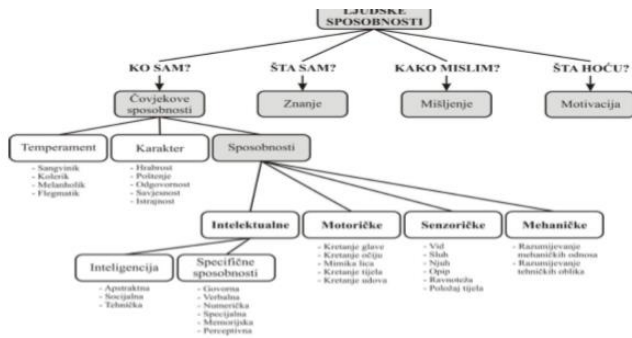 LJUDSKE
SPOSOBNOSTI
KO SAM?
ŠTA SAM?
KAKO MISLIM?
ŠTA HOĆU?
Čovjekove
sposobnosti
Znanje
Mišljenje
Motivacija
Temperament
- Sangvinik
- Kolerik
- Melanholik
- Flegmatik
Karakter
- Hrabrost
- Poštenje
- Odgovornost
- Savjesnost
- Istrajnost
Sposobnosti
Intelektualne
Motoričke
- Kretanje glave
- Kretanje očiju
- Mimika lica
- Kretanje tijela
- Kretanje udova
Senzoričke
- Vid
- Sluh
- Njuh
- Opip
- Ravnoteža
- Položaj tijela
Mehaničke
- Razumijevanje
mehaničkih odnosa
- Razumijevanje
tehničkih oblika
Inteligencija
- Apstraktna
- Socijalna
- Tehnička
Specifične
sposobnosti
- Governa
- Verbalna
- Numerička
- Specijalna
- Memorijska
- Perceptivna